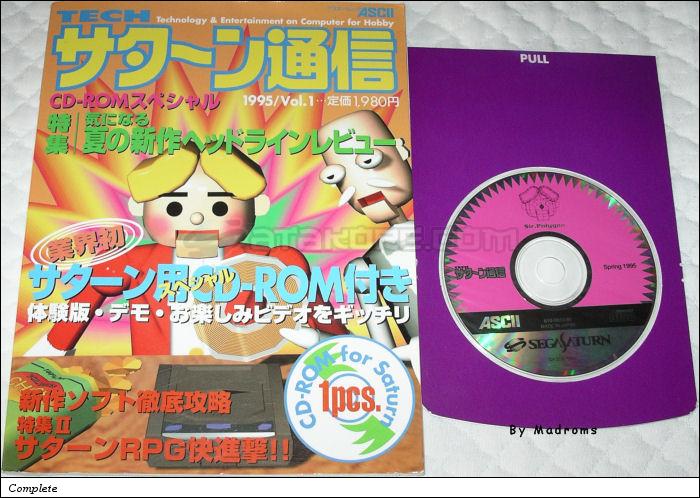 TECH
Technology & Entertainment on Computer for Hobby
ASCII
サターン通信
CD-ROMスペシャル
1995/Vol.1…定価1,980円
特集
気になる
夏の新作ヘッドラインレビュー
業界初
サターン用CD-ROM付き
スペシャル
体験版・デモ・お楽しみビデオをギッチリ
CD-ROM for Saturn
1pcs.
新作ソフト徹底攻略
特集II
サターンRPG快進撃!!
PULL
Sir.Polygon
サターン通信
Spring 1995
ASCII
SEGA SATURN
By Madroms
Complete